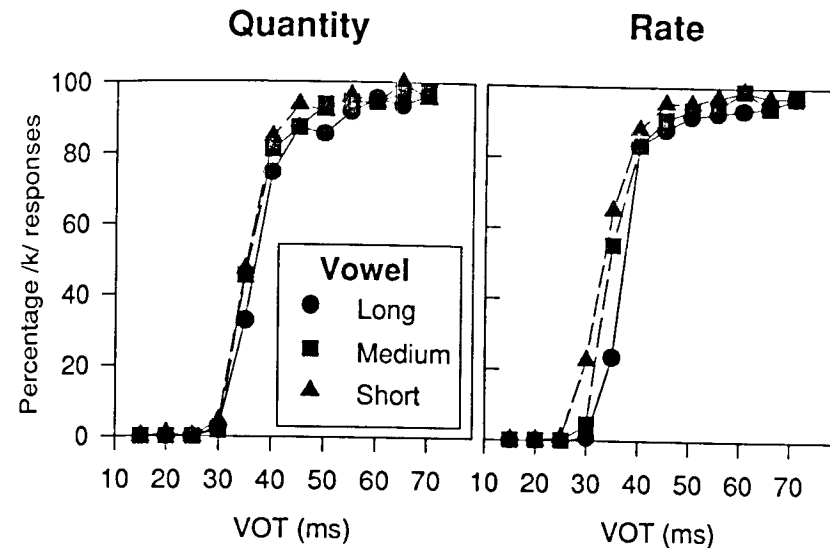 Quantity
Rate
Percentage /k/ responses
100
80
60
40
20
0
Vowel
Long
Medium
Short
10 20 30 40 50 60 70
10 20 30 40 50 60 70
VOT (ms)
VOT (ms)